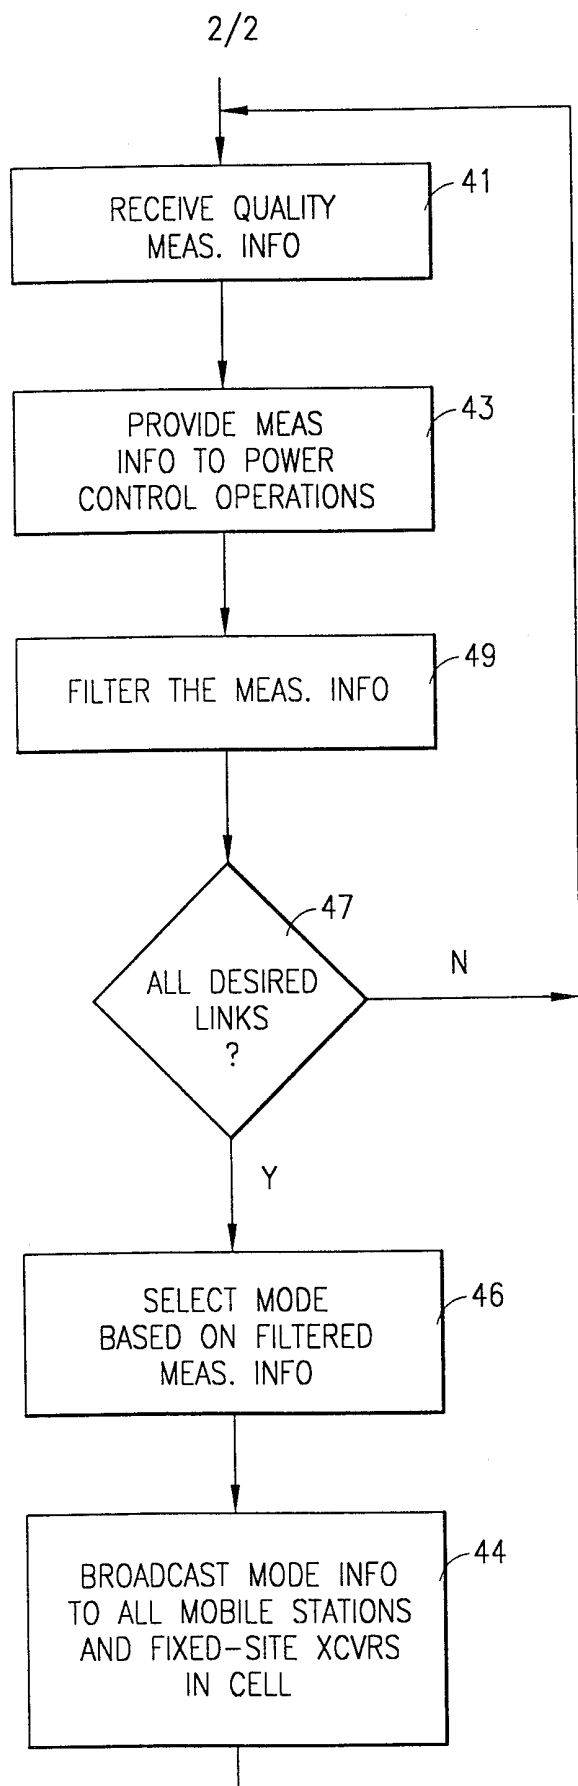 2/2
RECEIVE QUALITY
MEAS. INFO
41
PROVIDE MEAS
INFO TO POWER
CONTROL OPERATIONS
43
FILTER THE MEAS. INFO
49
ALL DESIRED
LINKS
?
47
N
Y
SELECT MODE
BASED ON FILTERED
MEAS. INFO
46
BROADCAST MODE INFO
TO ALL MOBILE STATIONS
AND FIXED-SITE XCVRS
IN CELL
44